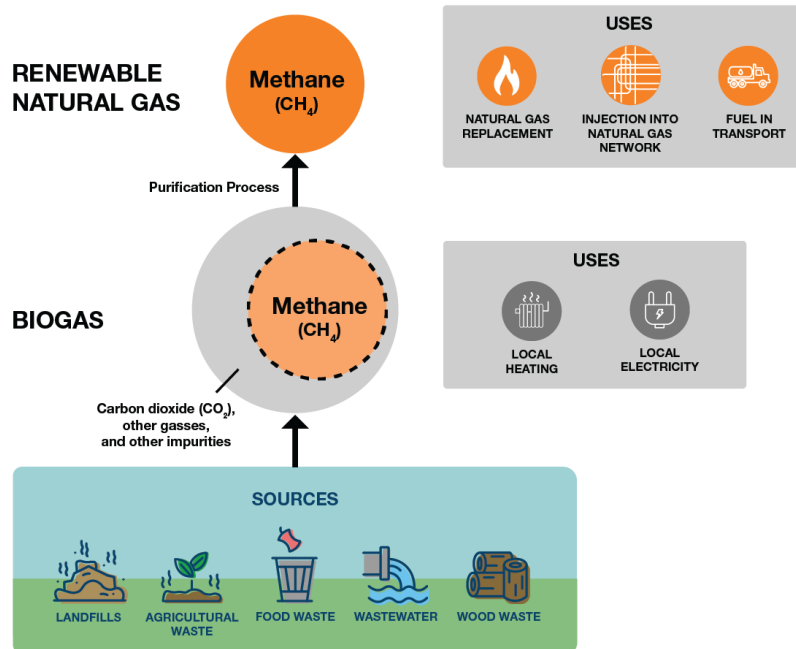 RENEWABLE
NATURAL GAS
Methane
(CH₄)
USES
NATURAL GAS
REPLACEMENT
INJECTION INTO
NATURAL GAS
NETWORK
FUEL IN
TRANSPORT
Purification Process
BIOGAS
Methane
(CH₄)
USES
LOCAL
HEATING
LOCAL
ELECTRICITY
Carbon dioxide (CO₂),
other gasses,
and other impurities
SOURCES
LANDFILLS
AGRICULTURAL
WASTE
FOOD WASTE
WASTEWATER
WOOD WASTE